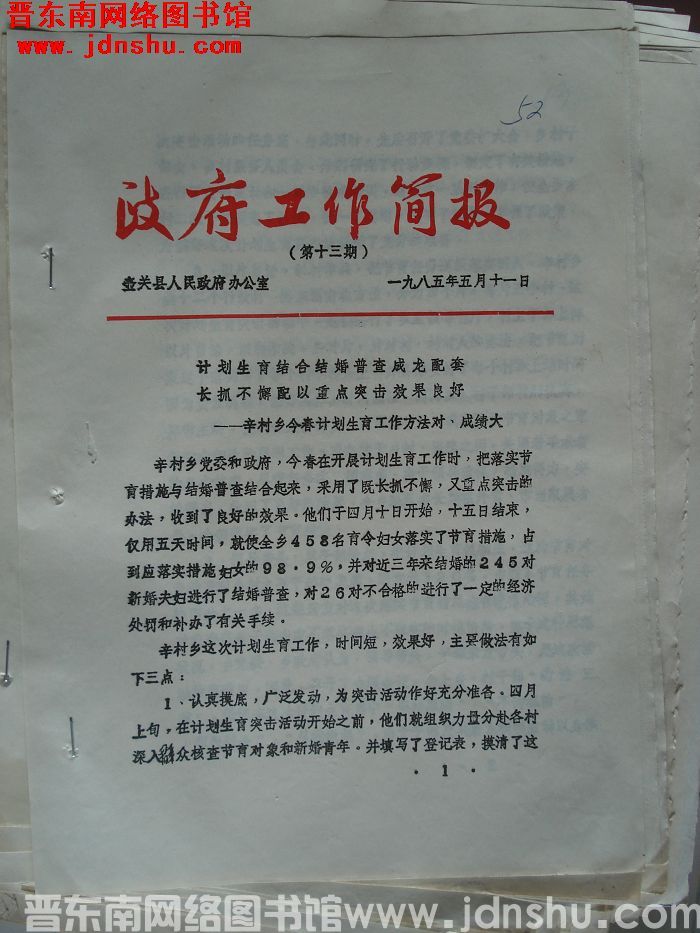 晋东南网络图书馆
www.jdnshu.com
52
政府工作简报
（第十三期）
壶关县人民政府办公室 一九八五年五月十一日
计划生育结合结婚普查成龙配套
长抓不懈配以重点突击效果良好
——辛村乡今春计划生育工作方法对、成绩大
辛村乡党委和政府，今春在开展计划生育工作时，把落实节
育措施与结婚普查结合起来，采用了既长抓不懈，又重点突击的
办法，收到了良好的效果。他们于四月十日开始，十五日结束，
仅用五天时间，就使全乡458名育令妇女落实了节育措施，占
到应落实措施妇女的98·9％，并对近三年来结婚的245对
新婚夫妇进行了结婚普查，对26对不合格的进行了一定的经济
处罚和补办了有关手续。
辛村乡这次计划生育工作，时间短，效果好，主要做法有如
下三点：
1、认真摸底，广泛发动，为突击活动作好充分准备。四月
上旬，在计划生育突击活动开始之前，他们就组织力量分赴各村
深入群众核查节育对象和新婚青年。并填写了登记表，摸清了这
·1·
晋东南网络图书馆www.jdnshu.com